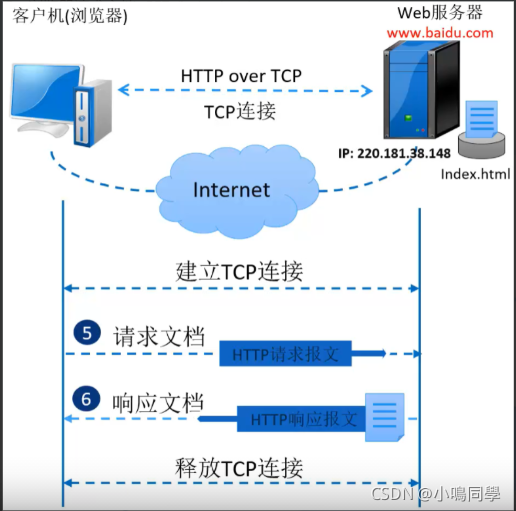 客户机(浏览器)
Web服务器
www.baidu.com
HTTP over TCP
TCP连接
IP: 220.181.38.148
Index.html
Internet
建立TCP连接
5 请求文档
HTTP请求报文
6 响应文档
HTTP响应报文
释放TCP连接
CSDN @小鳴同學